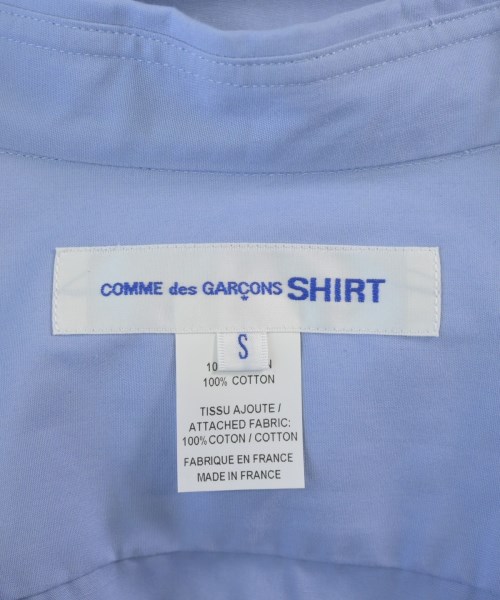 COMME des GARÇONS SHIRT
S
100% COTTON
TISSU AJOUTE /
ATTACHED FABRIC:
100% COTON / COTTON
FABRIQUE EN FRANCE
MADE IN FRANCE